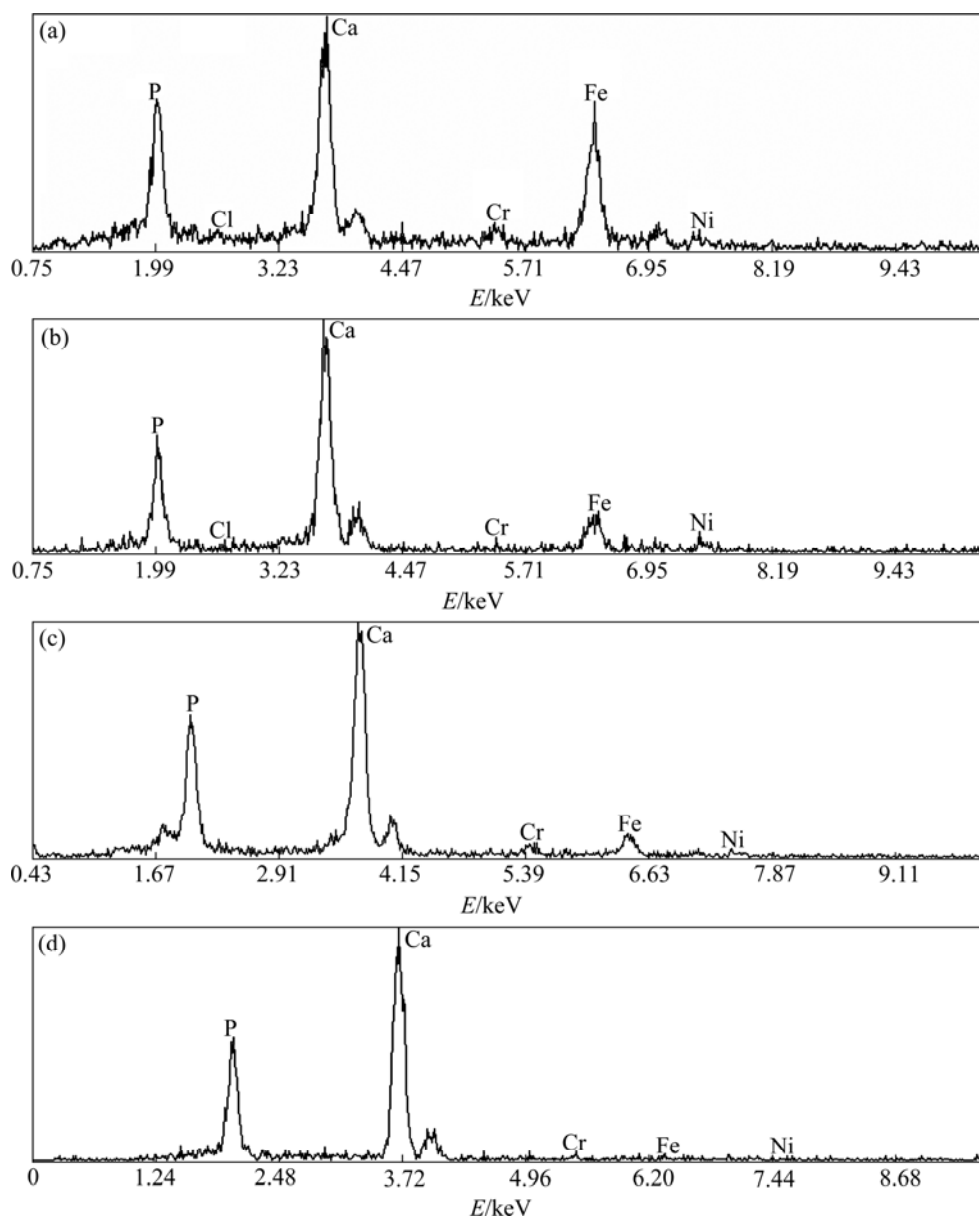 (a)
Ca
P
Fe
Cl
Cr
Ni
0.75 1.99 3.23 4.47 5.71 6.95 8.19 9.43
E/keV
(b)
Ca
P
Cl
Cr
Fe
Ni
0.75 1.99 3.23 4.47 5.71 6.95 8.19 9.43
E/keV
(c)
Ca
P
Cr
Fe
Ni
0.43 1.67 2.91 4.15 5.39 6.63 7.87 9.11
E/keV
(d)
Ca
P
Cr
Fe
Ni
0 1.24 2.48 3.72 4.96 6.20 7.44 8.68
E/keV